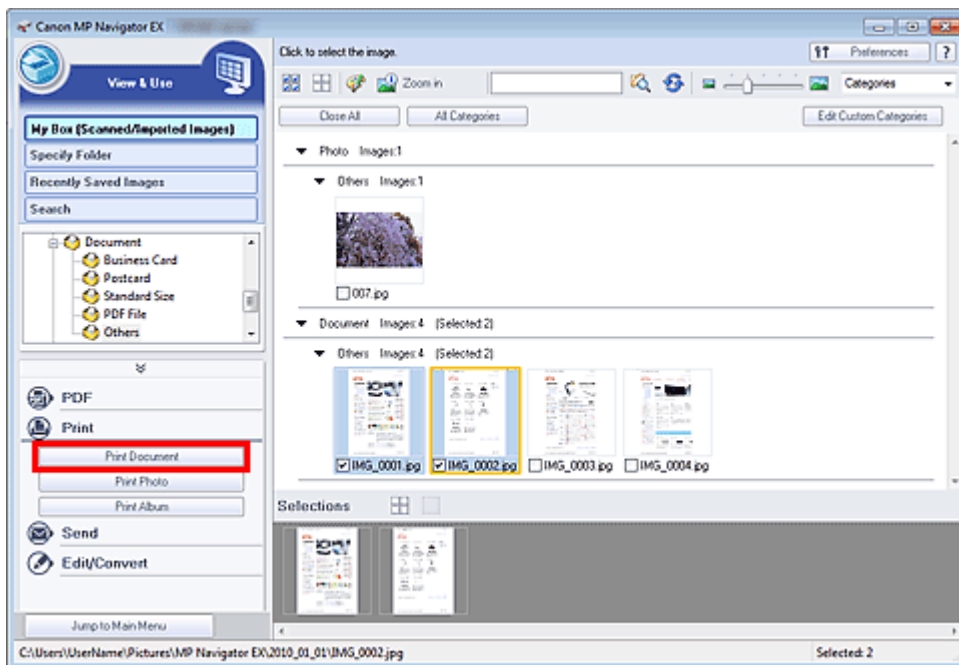 Canon MP Navigator EX
View & Use
My Box (Scanned/Imported Images)
Specify Folder
Recently Saved Images
Search
Document
Business Card
Postcard
Standard Size
PDF File
Others
PDF
Print
Print Document
Print Photo
Print Album
Send
Edit/Convert
Jump to Main Menu
Click to select the image.
Preferences ?
Zoom in
Categories
Close All All Categories Edit Custom Categories
Photo Images:1
Others Images:1
007.jpg
Document Images:4 (Selected:2)
Others Images:4 (Selected:2)
IMG_0001.jpg IMG_0002.jpg IMG_0003.jpg IMG_0004.jpg
Selections
C:\Users\UserName\Pictures\MP Navigator EX\2010_01_01\IMG_0002.jpg Selected: 2